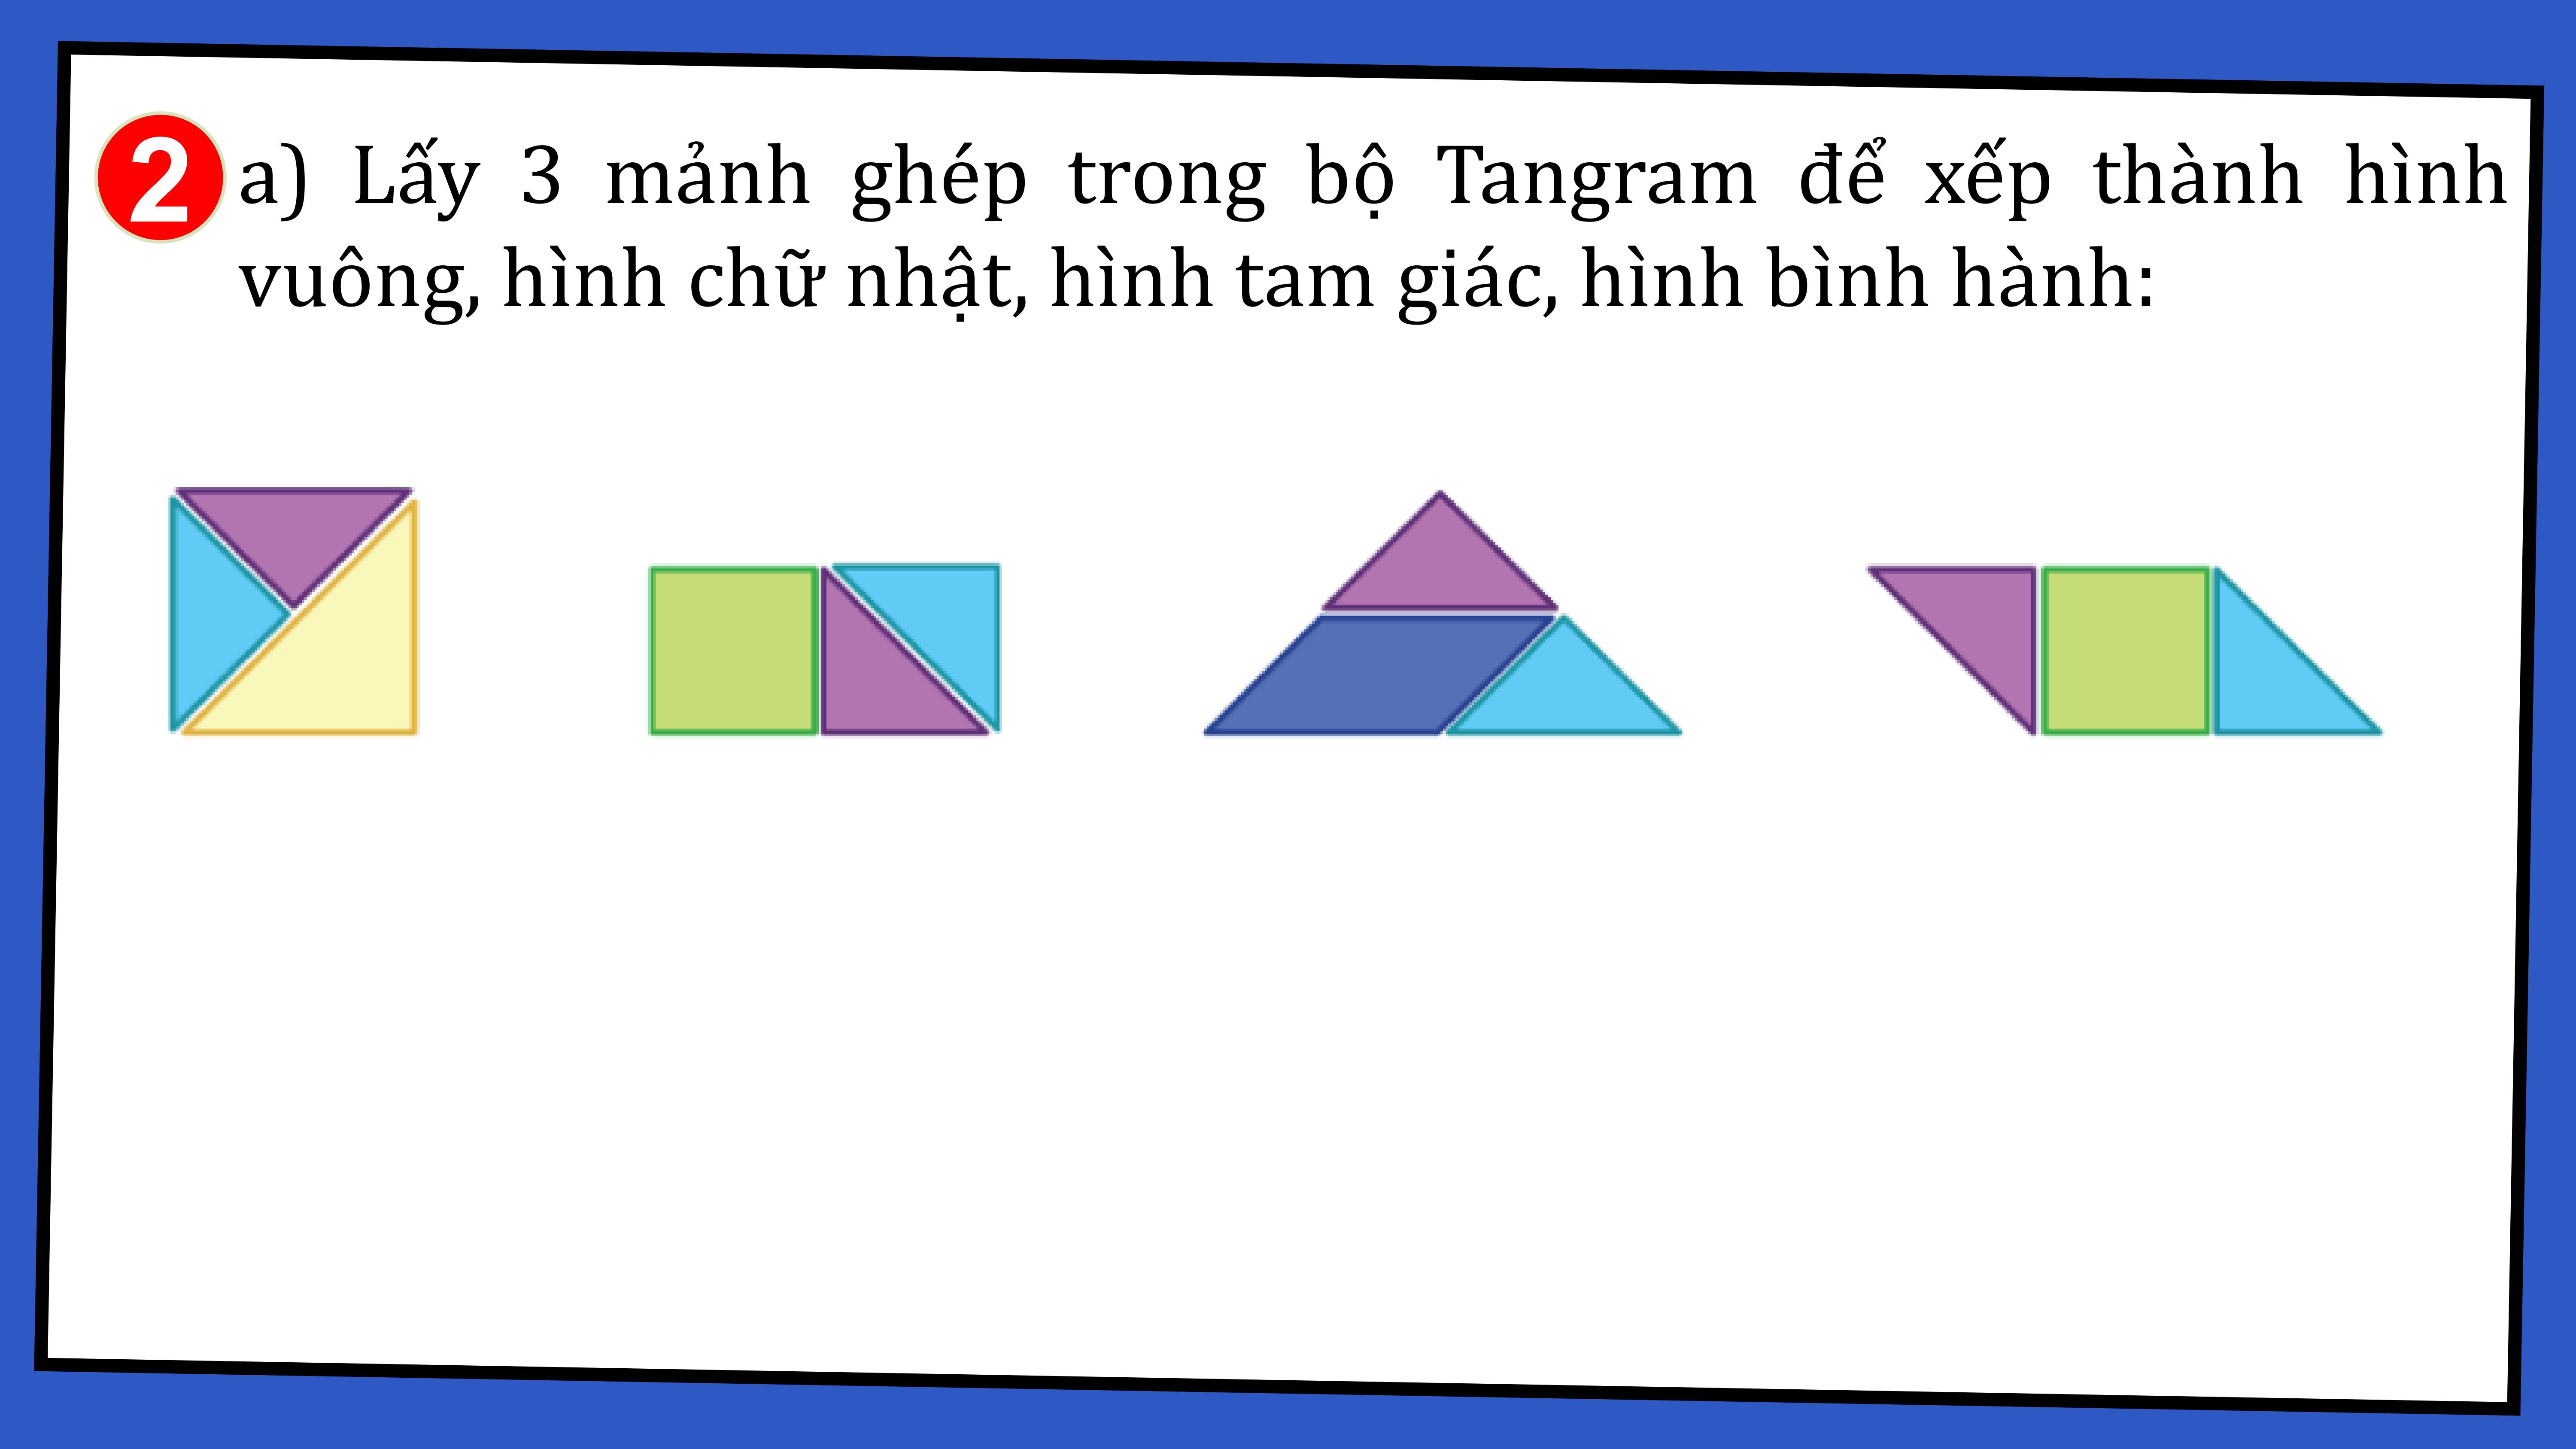 2 a) Lấy 3 mảnh ghép trong bộ Tangram để xếp thành hình
vuông, hình chữ nhật, hình tam giác, hình bình hành: